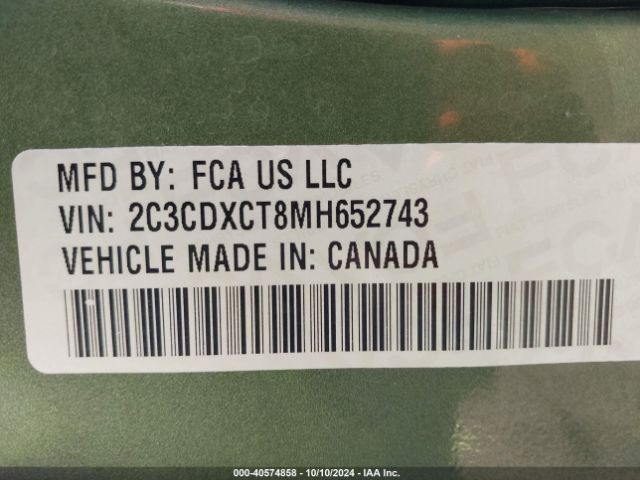 MFD BY: FCA US LLC
VIN: 2C3CDXCT8MH652743
VEHICLE MADE IN: CANADA
000-40574858 - 10/10/2024 - IAA Inc.